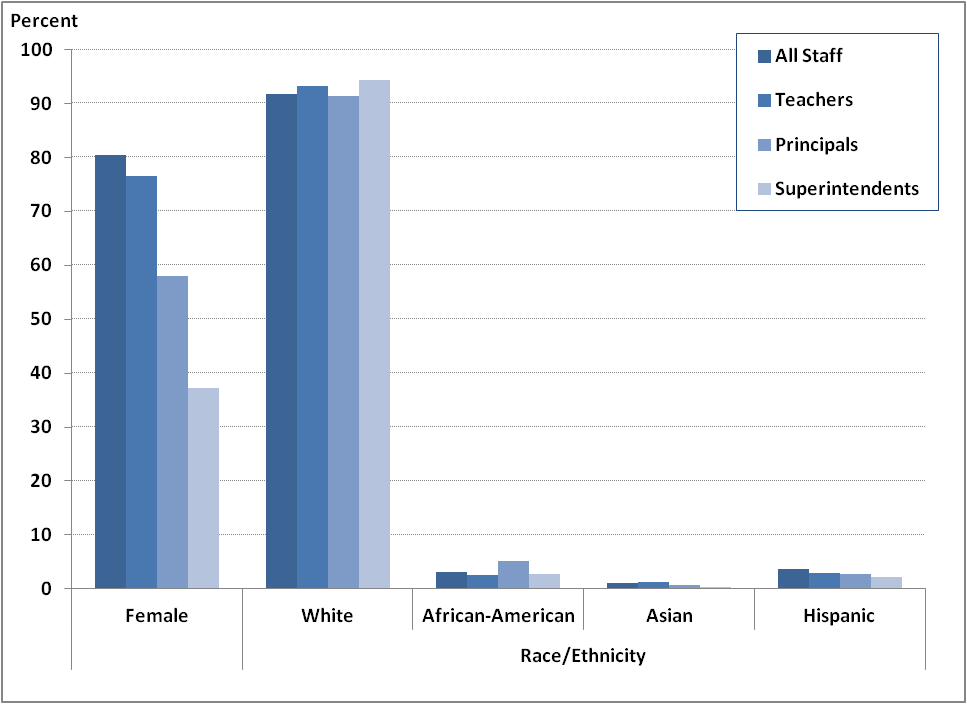 Percent
100
90
80
70
60
50
40
30
20
10
0
All Staff
Teachers
Principals
Superintendents
Female
White
African-American
Asian
Hispanic
Race/Ethnicity